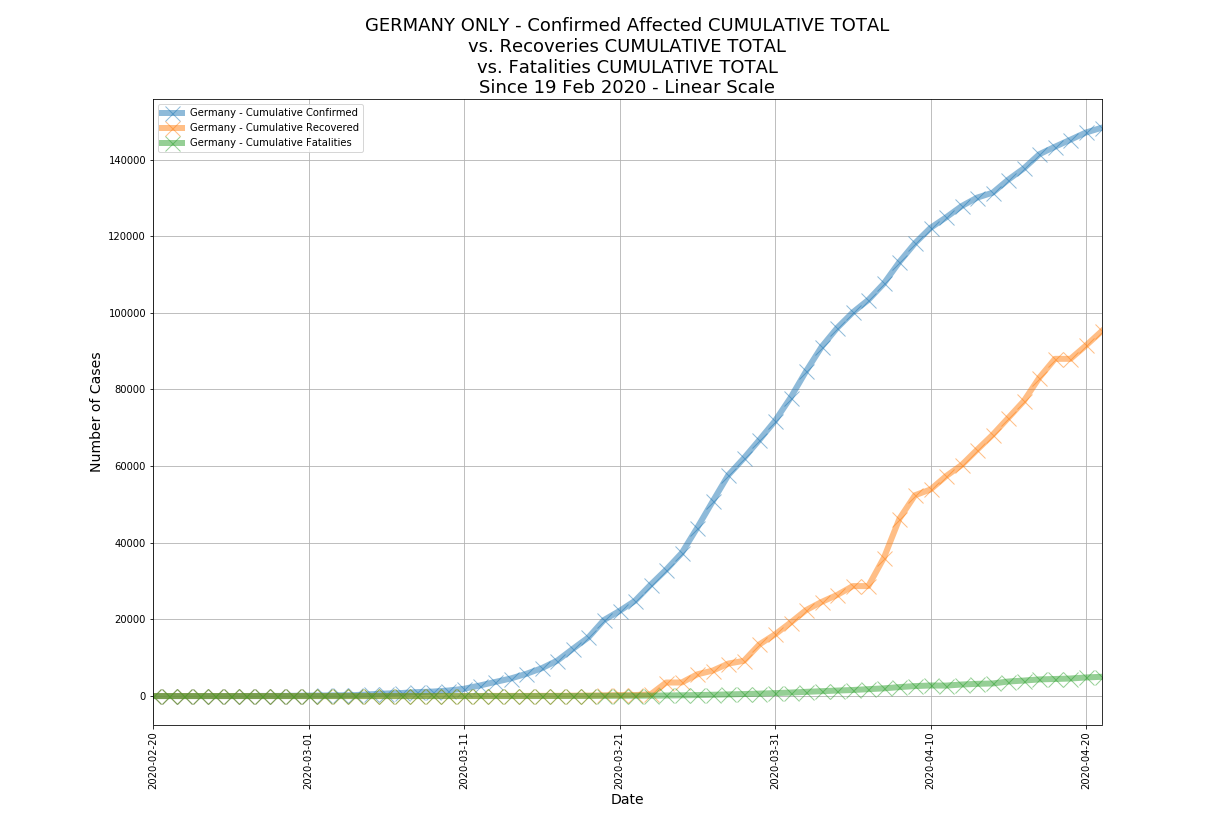 GERMANY ONLY - Confirmed Affected CUMULATIVE TOTAL
vs. Recoveries CUMULATIVE TOTAL
vs. Fatalities CUMULATIVE TOTAL
Since 19 Feb 2020 - Linear Scale
Germany - Cumulative Confirmed
Germany - Cumulative Recovered
Germany - Cumulative Fatalities
Number of Cases
140000
120000
100000
80000
60000
40000
20000
0
2020-02-20
2020-03-01
2020-03-11
2020-03-21
2020-03-31
2020-04-10
2020-04-20
Date